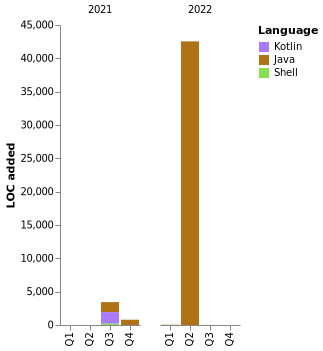 2021 2022
Language
Kotlin
Java
Shell
LOC added
45,000
40,000
35,000
30,000
25,000
20,000
15,000
10,000
5,000
0
Q1 Q2 Q3 Q4 Q1 Q2 Q3 Q4